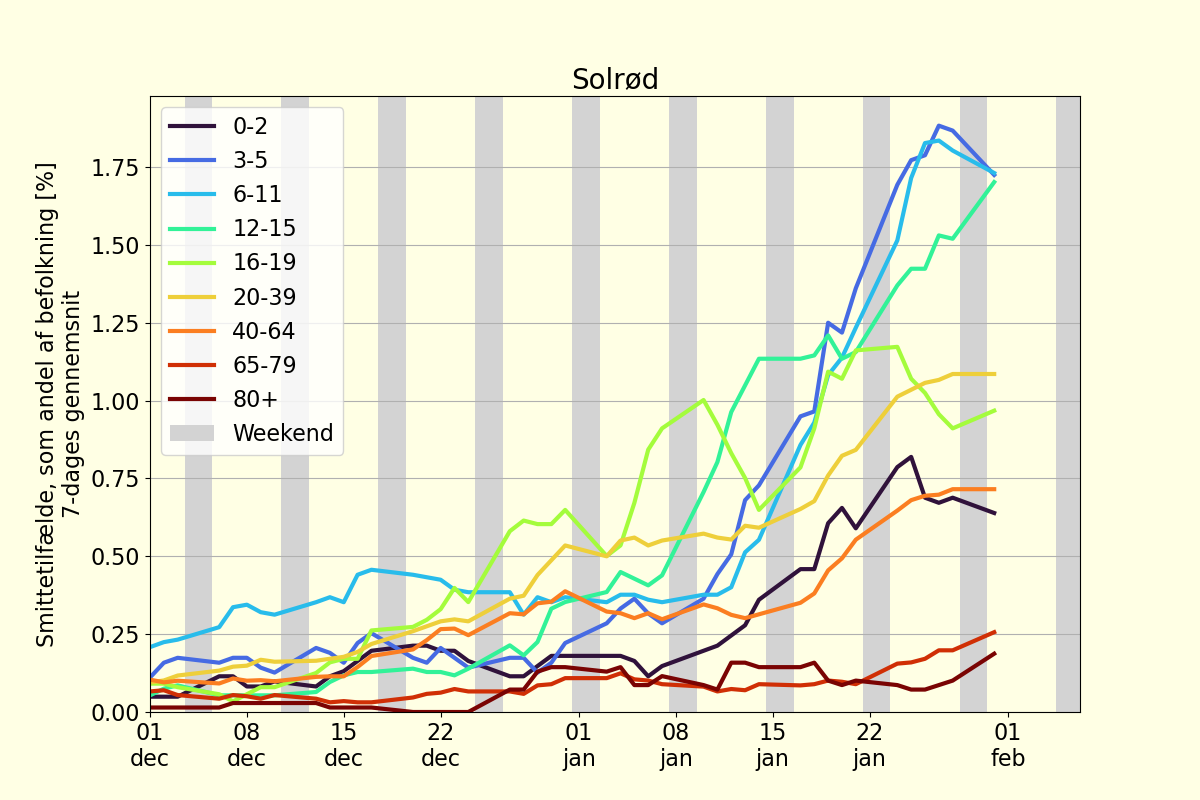 Solrød
Smittetilfælde, som andel af befolkning [%]
7-dages gennemsnit
1.75
1.50
1.25
1.00
0.75
0.50
0.25
0.00
0-2
3-5
6-11
12-15
16-19
20-39
40-64
65-79
80+
Weekend
01 08 15 22 01 08 15 22 01
dec dec dec dec jan jan jan jan feb